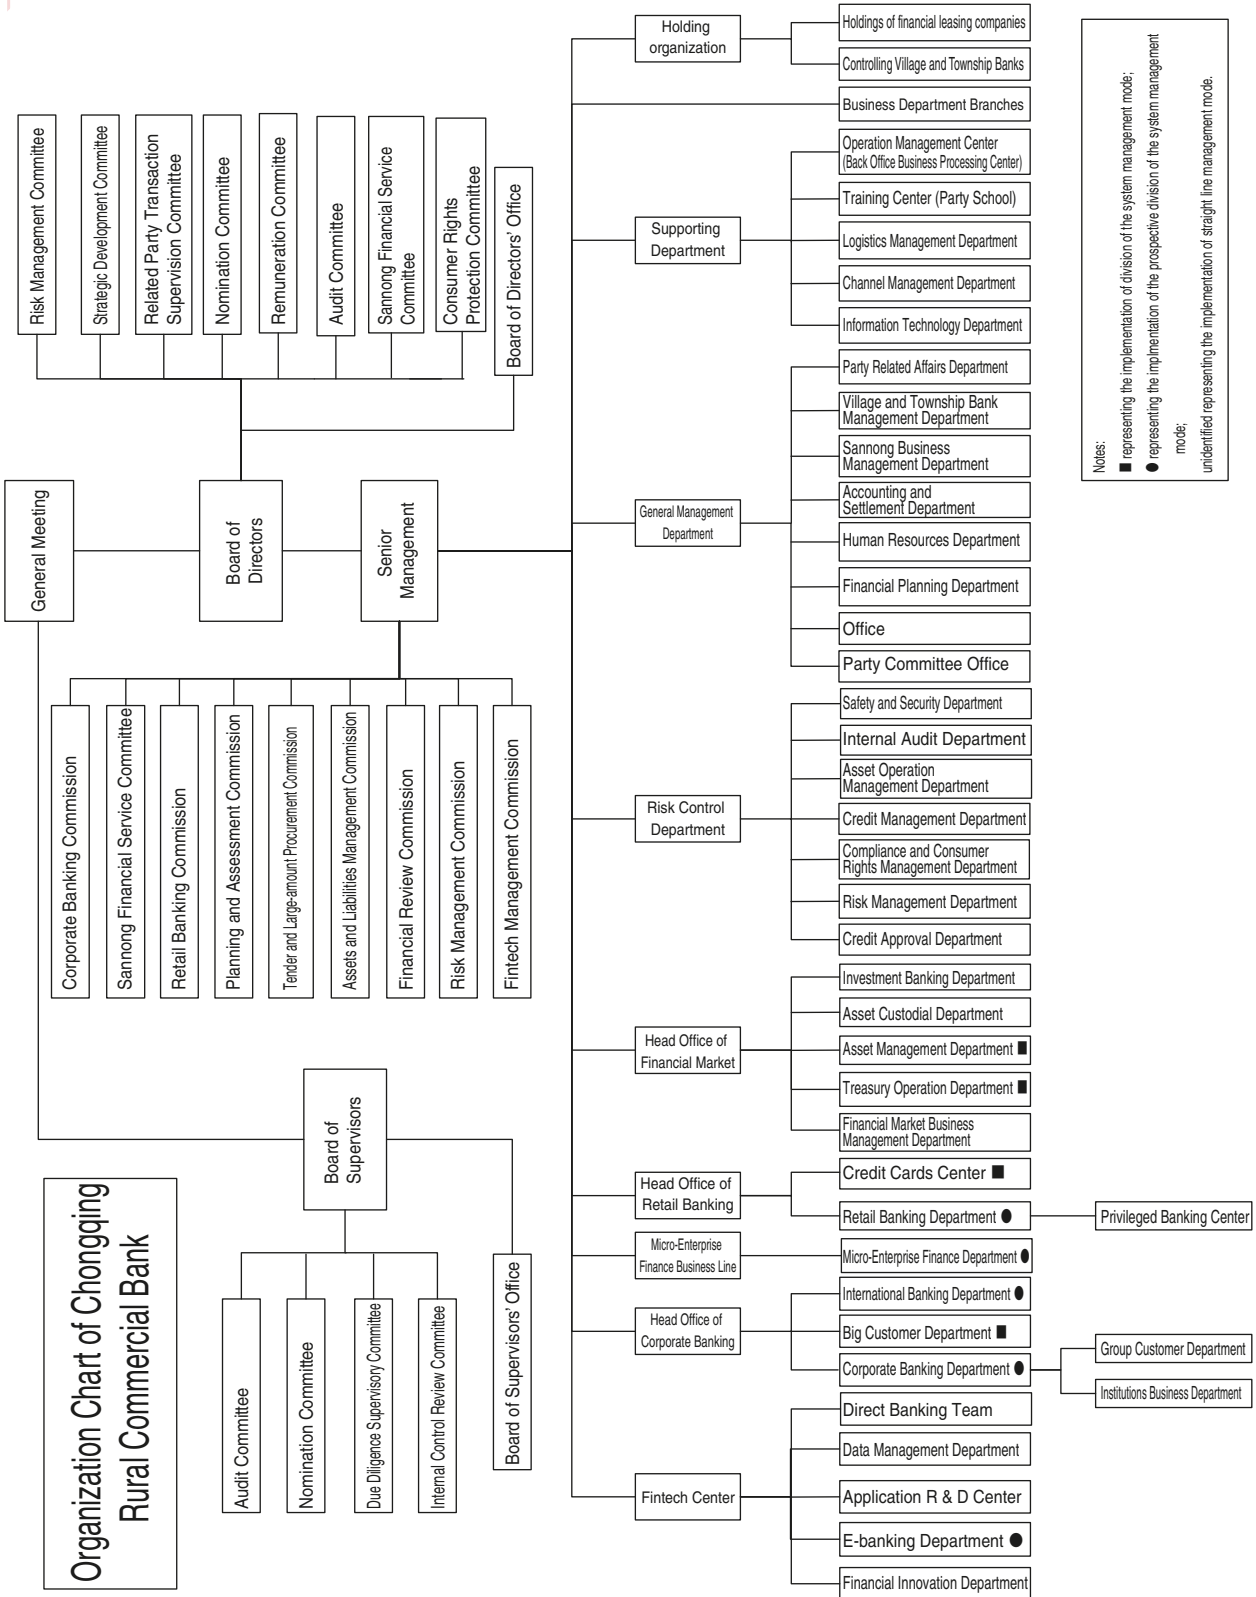 Organization Chart of Chongqing
Rural Commercial Bank
General Meeting
Board of
Directors
Senior
Management
Board of
Supervisors
Risk Management Committee
Strategic Development Committee
Related Party Transaction
Supervision Committee
Nomination Committee
Remuneration Committee
Audit Committee
Sannong Financial Service
Committee
Consumer Rights
Protection Committee
Board of Directors' Office
Corporate Banking Commission
Sannong Financial Service Committee
Retail Banking Commission
Planning and Assessment Commission
Tender and Large-amount Procurement Commission
Assets and Liabilities Management Commission
Financial Review Commission
Risk Management Commission
Fintech Management Commission
Audit Committee
Nomination Committee
Due Diligence Supervisory Committee
Internal Control Review Committee
Board of Supervisors' Office
Holding
organization
Holdings of financial leasing companies
Controlling Village and Township Banks
Business Department Branches
Supporting
Department
Operation Management Center
(Back Office Business Processing Center)
Training Center (Party School)
Logistics Management Department
Channel Management Department
Information Technology Department
General Management
Department
Party Related Affairs Department
Village and Township Bank
Management Department
Sannong Business
Management Department
Accounting and
Settlement Department
Human Resources Department
Financial Planning Department
Office
Party Committee Office
Risk Control
Department
Safety and Security Department
Internal Audit Department
Asset Operation
Management Department
Credit Management Department
Compliance and Consumer
Rights Management Department
Risk Management Department
Credit Approval Department
Head Office of
Financial Market
Investment Banking Department
Asset Custodial Department
Asset Management Department ■
Treasury Operation Department ■
Financial Market Business
Management Department
Head Office of
Retail Banking
Credit Cards Center ■
Retail Banking Department ●
Privileged Banking Center
Micro-Enterprise
Finance Business Line
Micro-Enterprise Finance Department ●
Head Office of
Corporate Banking
International Banking Department ●
Big Customer Department ■
Corporate Banking Department ●
Group Customer Department
Institutions Business Department
Fintech Center
Direct Banking Team
Data Management Department
Application R & D Center
E-banking Department ●
Financial Innovation Department
Notes:
■ representing the implementation of division of the system management mode;
● representing the implmentation of the prospective division of the system management
mode;
unidentified representing the implementation of straight line management mode.